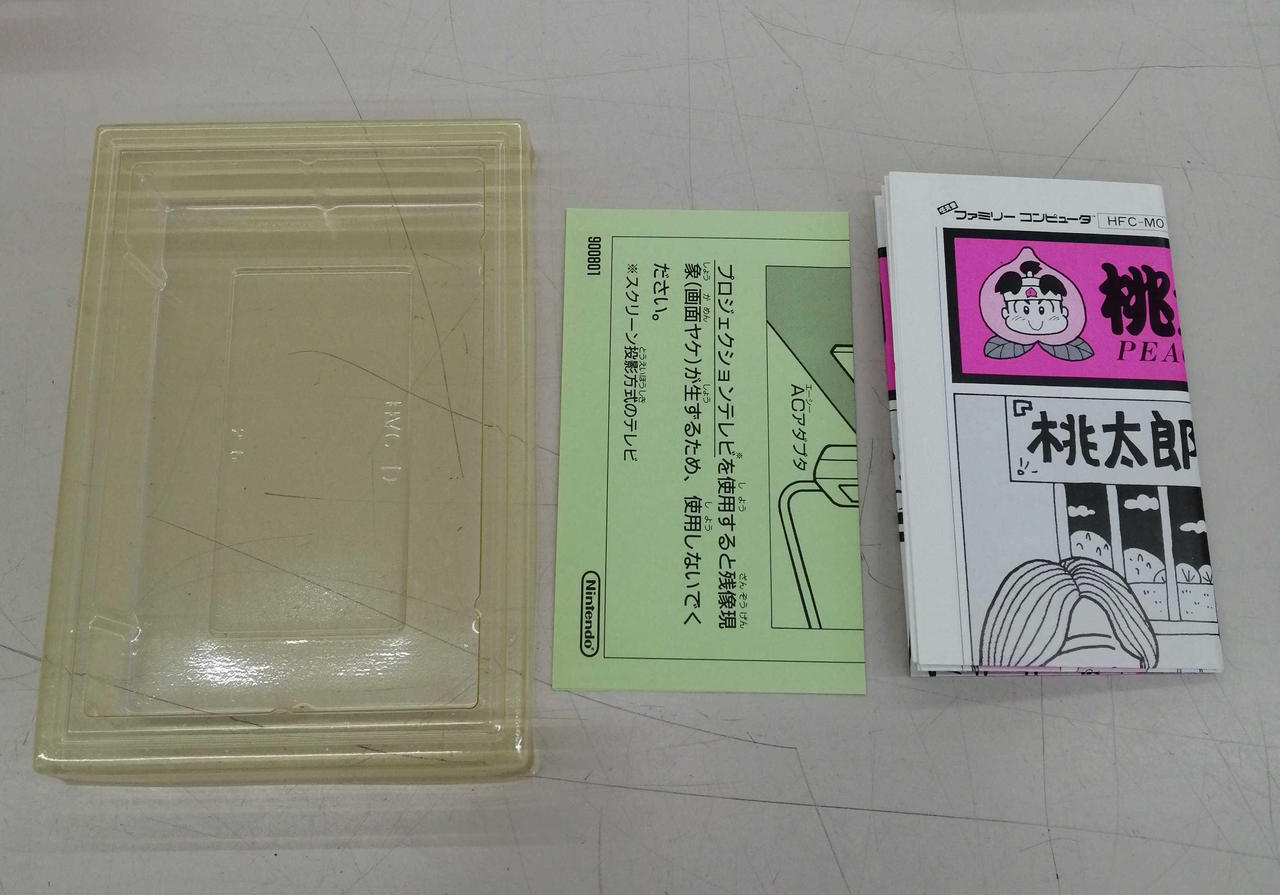 900801
プロジェクションテレビ※を使用すると残像現
象(画面ヤケ)が生ずるため、使用しないでく
ださい。
※スクリーン投影方式のテレビ
ACアダプタ
Nintendo
ファミリー コンピュータ
HFC-MO
桃
PEA
『桃太郎